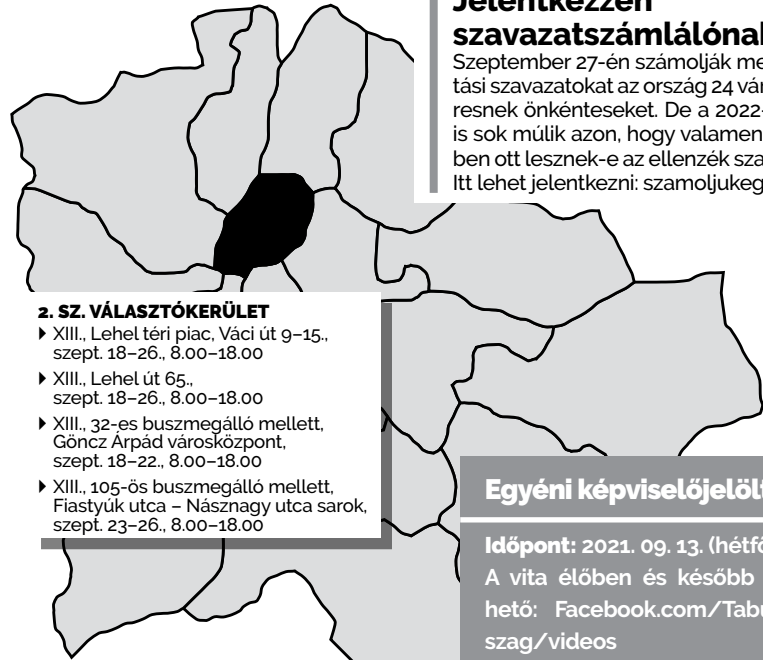 Jelentkezzen
szavazatszámlálónak
Szeptember 27-én számolják me
tási szavazatokat az ország 24 vár
resnek önkénteseket. De a 2022-
is sok múlik azon, hogy valamen
ben ott lesznek-e az ellenzék sza
Itt lehet jelentkezni: szamoljukeg
2. SZ. VÁLASZTÓKERÜLET
XIII., Lehel téri piac, Váci út 9–15.,
szept. 18–26., 8.00–18.00
XIII., Lehel út 65.,
szept. 18–26., 8.00–18.00
XIII., 32-es buszmegálló mellett,
Göncz Árpád városközpont,
szept. 18–22., 8.00–18.00
XIII., 105-ös buszmegálló mellett,
Fiastyúk utca – Násznagy utca sarok,
szept. 23–26., 8.00–18.00
Egyéni képviselőjelölt
Időpont: 2021. 09. 13. (hétfő
A vita élőben és később
hető: Facebook.com/Tabu
szag/videos